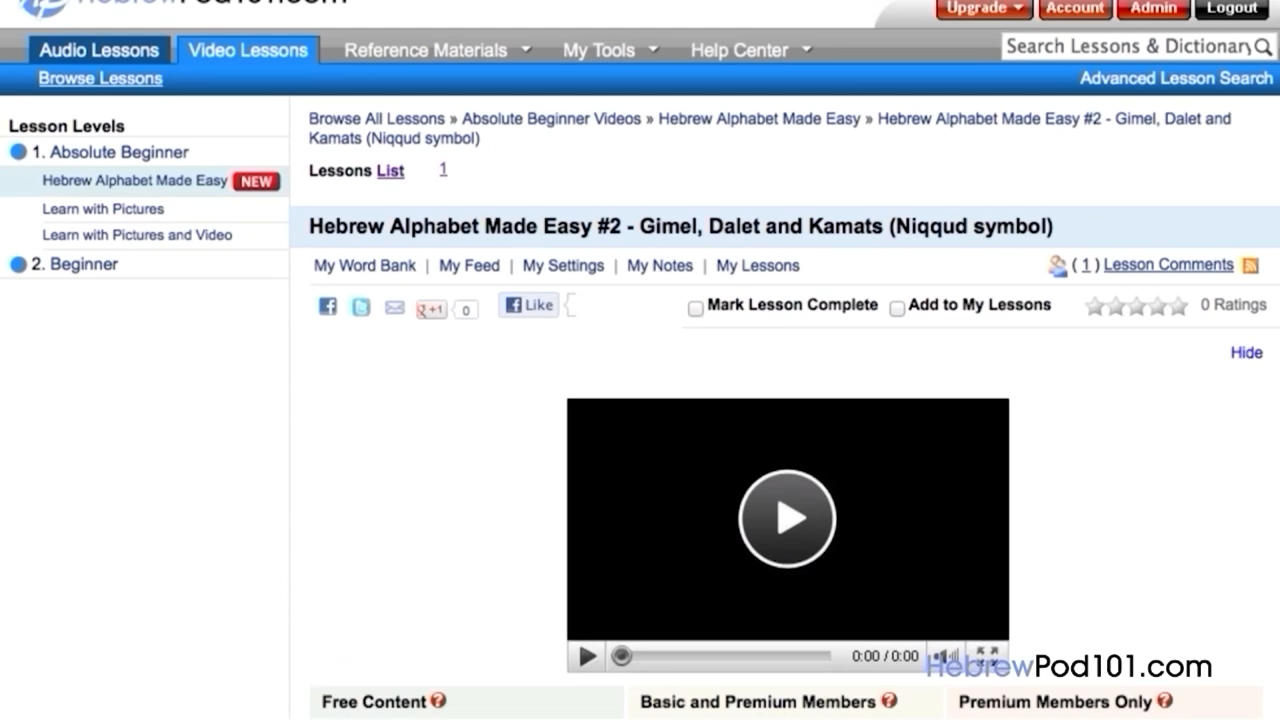 Upgrade Account Admin Logout
Audio Lessons Video Lessons Reference Materials My Tools Help Center Search Lessons & Dictionary
Browse Lessons Advanced Lesson Search
Lesson Levels
1. Absolute Beginner
Hebrew Alphabet Made Easy NEW
Learn with Pictures
Learn with Pictures and Video
2. Beginner
Browse All Lessons » Absolute Beginner Videos » Hebrew Alphabet Made Easy » Hebrew Alphabet Made Easy #2 - Gimel, Dalet and
Kamats (Niqqud symbol)
Lessons List 1
Hebrew Alphabet Made Easy #2 - Gimel, Dalet and Kamats (Niqqud symbol)
My Word Bank | My Feed | My Settings | My Notes | My Lessons ( 1 ) Lesson Comments
g +1 0 Like Mark Lesson Complete Add to My Lessons 0 Ratings
Hide
0:00 / 0:00
HebrewPod101.com
Free Content ? Basic and Premium Members ? Premium Members Only ?